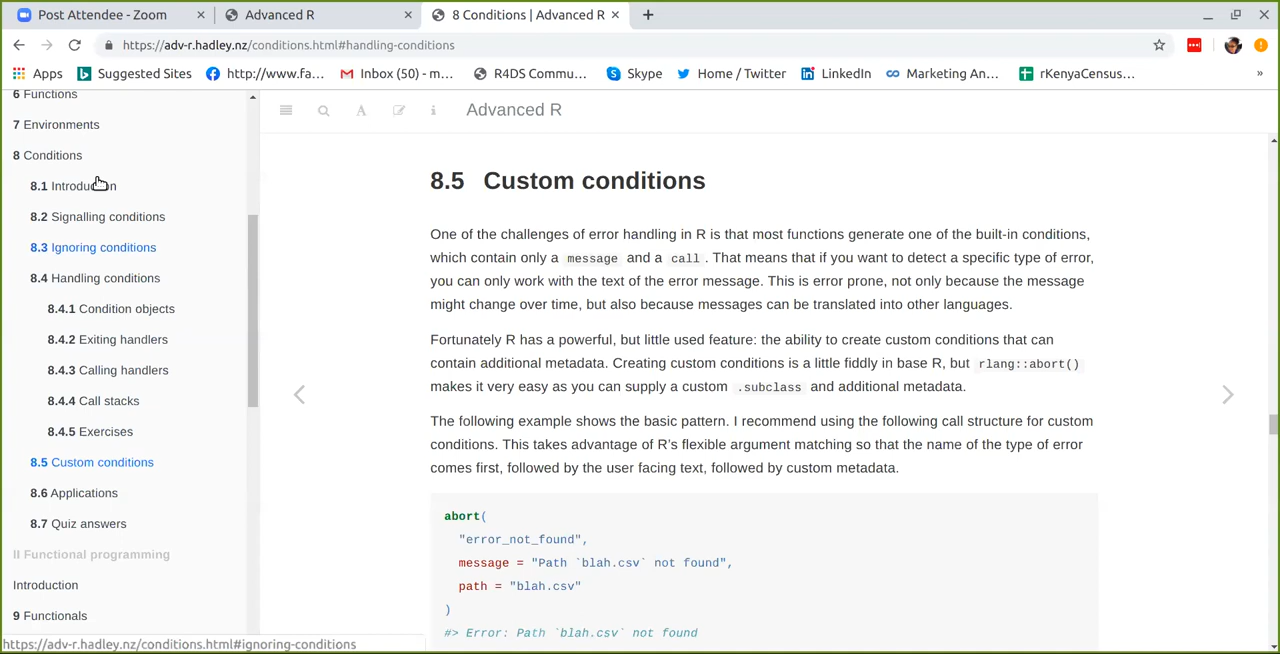 Post Attendee - Zoom
Advanced R
8 Conditions | Advanced R
https://adv-r.hadley.nz/conditions.html#handling-conditions
Apps
Suggested Sites
http://www.fa...
Inbox (50) - m...
R4DS Commu...
Skype
Home / Twitter
LinkedIn
Marketing An...
rKenyaCensus...
»
6 Functions
7 Environments
8 Conditions
8.1 Introduction
8.2 Signalling conditions
8.3 Ignoring conditions
8.4 Handling conditions
8.4.1 Condition objects
8.4.2 Exiting handlers
8.4.3 Calling handlers
8.4.4 Call stacks
8.4.5 Exercises
8.5 Custom conditions
8.6 Applications
8.7 Quiz answers
II Functional programming
Introduction
9 Functionals
https://adv-r.hadley.nz/conditions.html#ignoring-conditions
Advanced R
8.5 Custom conditions
One of the challenges of error handling in R is that most functions generate one of the built-in conditions,
which contain only a message and a call. That means that if you want to detect a specific type of error,
you can only work with the text of the error message. This is error prone, not only because the message
might change over time, but also because messages can be translated into other languages.
Fortunately R has a powerful, but little used feature: the ability to create custom conditions that can
contain additional metadata. Creating custom conditions is a little fiddly in base R, but rlang::abort()
makes it very easy as you can supply a custom .subclass and additional metadata.
The following example shows the basic pattern. I recommend using the following call structure for custom
conditions. This takes advantage of R's flexible argument matching so that the name of the type of error
comes first, followed by the user facing text, followed by custom metadata.
abort(
"error_not_found",
message = "Path `blah.csv` not found",
path = "blah.csv"
)
#> Error: Path `blah.csv` not found